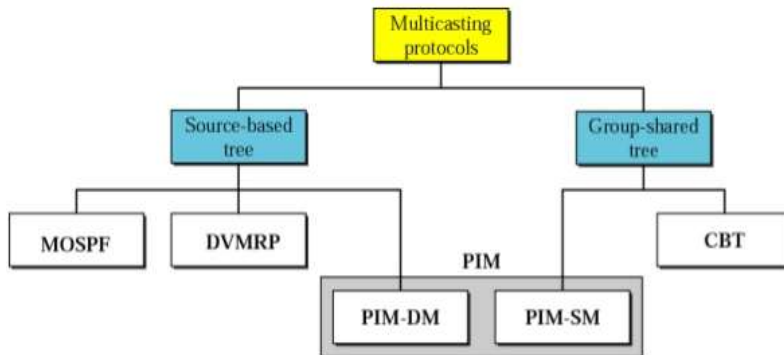 Multicasting
protocols
Source-based
tree
Group-shared
tree
MOSPF
DVMRP
CBT
PIM
PIM-DM
PIM-SM